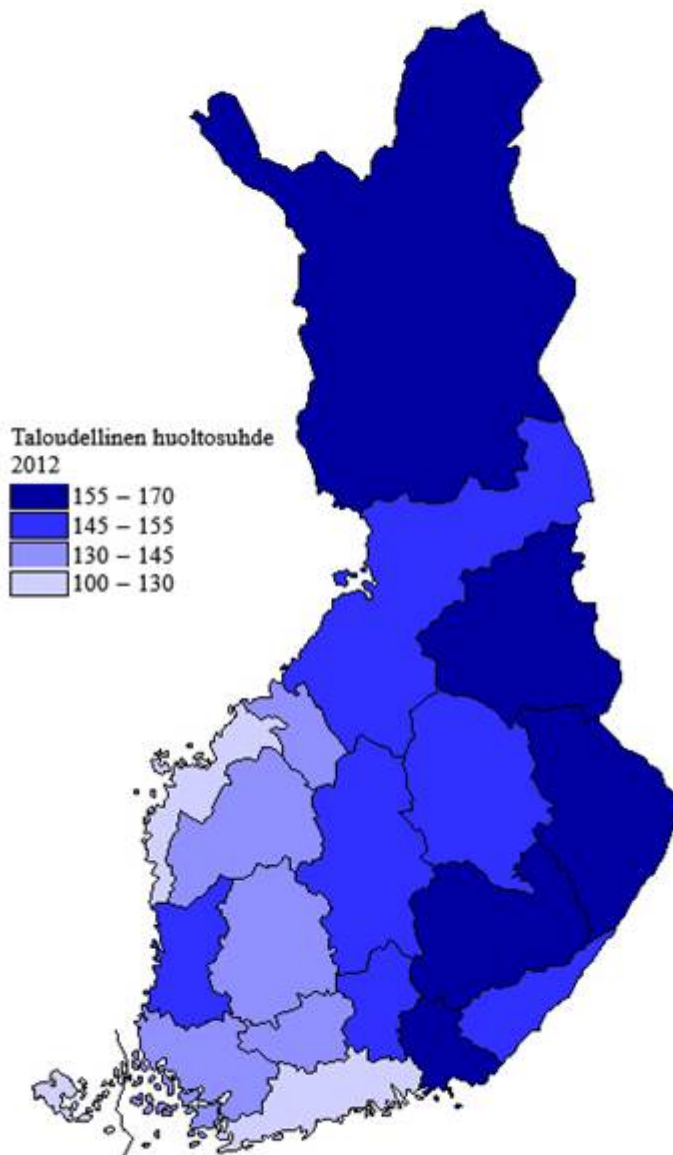 Taloudellinen huoltosuhde
2012
155 – 170
145 – 155
130 – 145
100 – 130